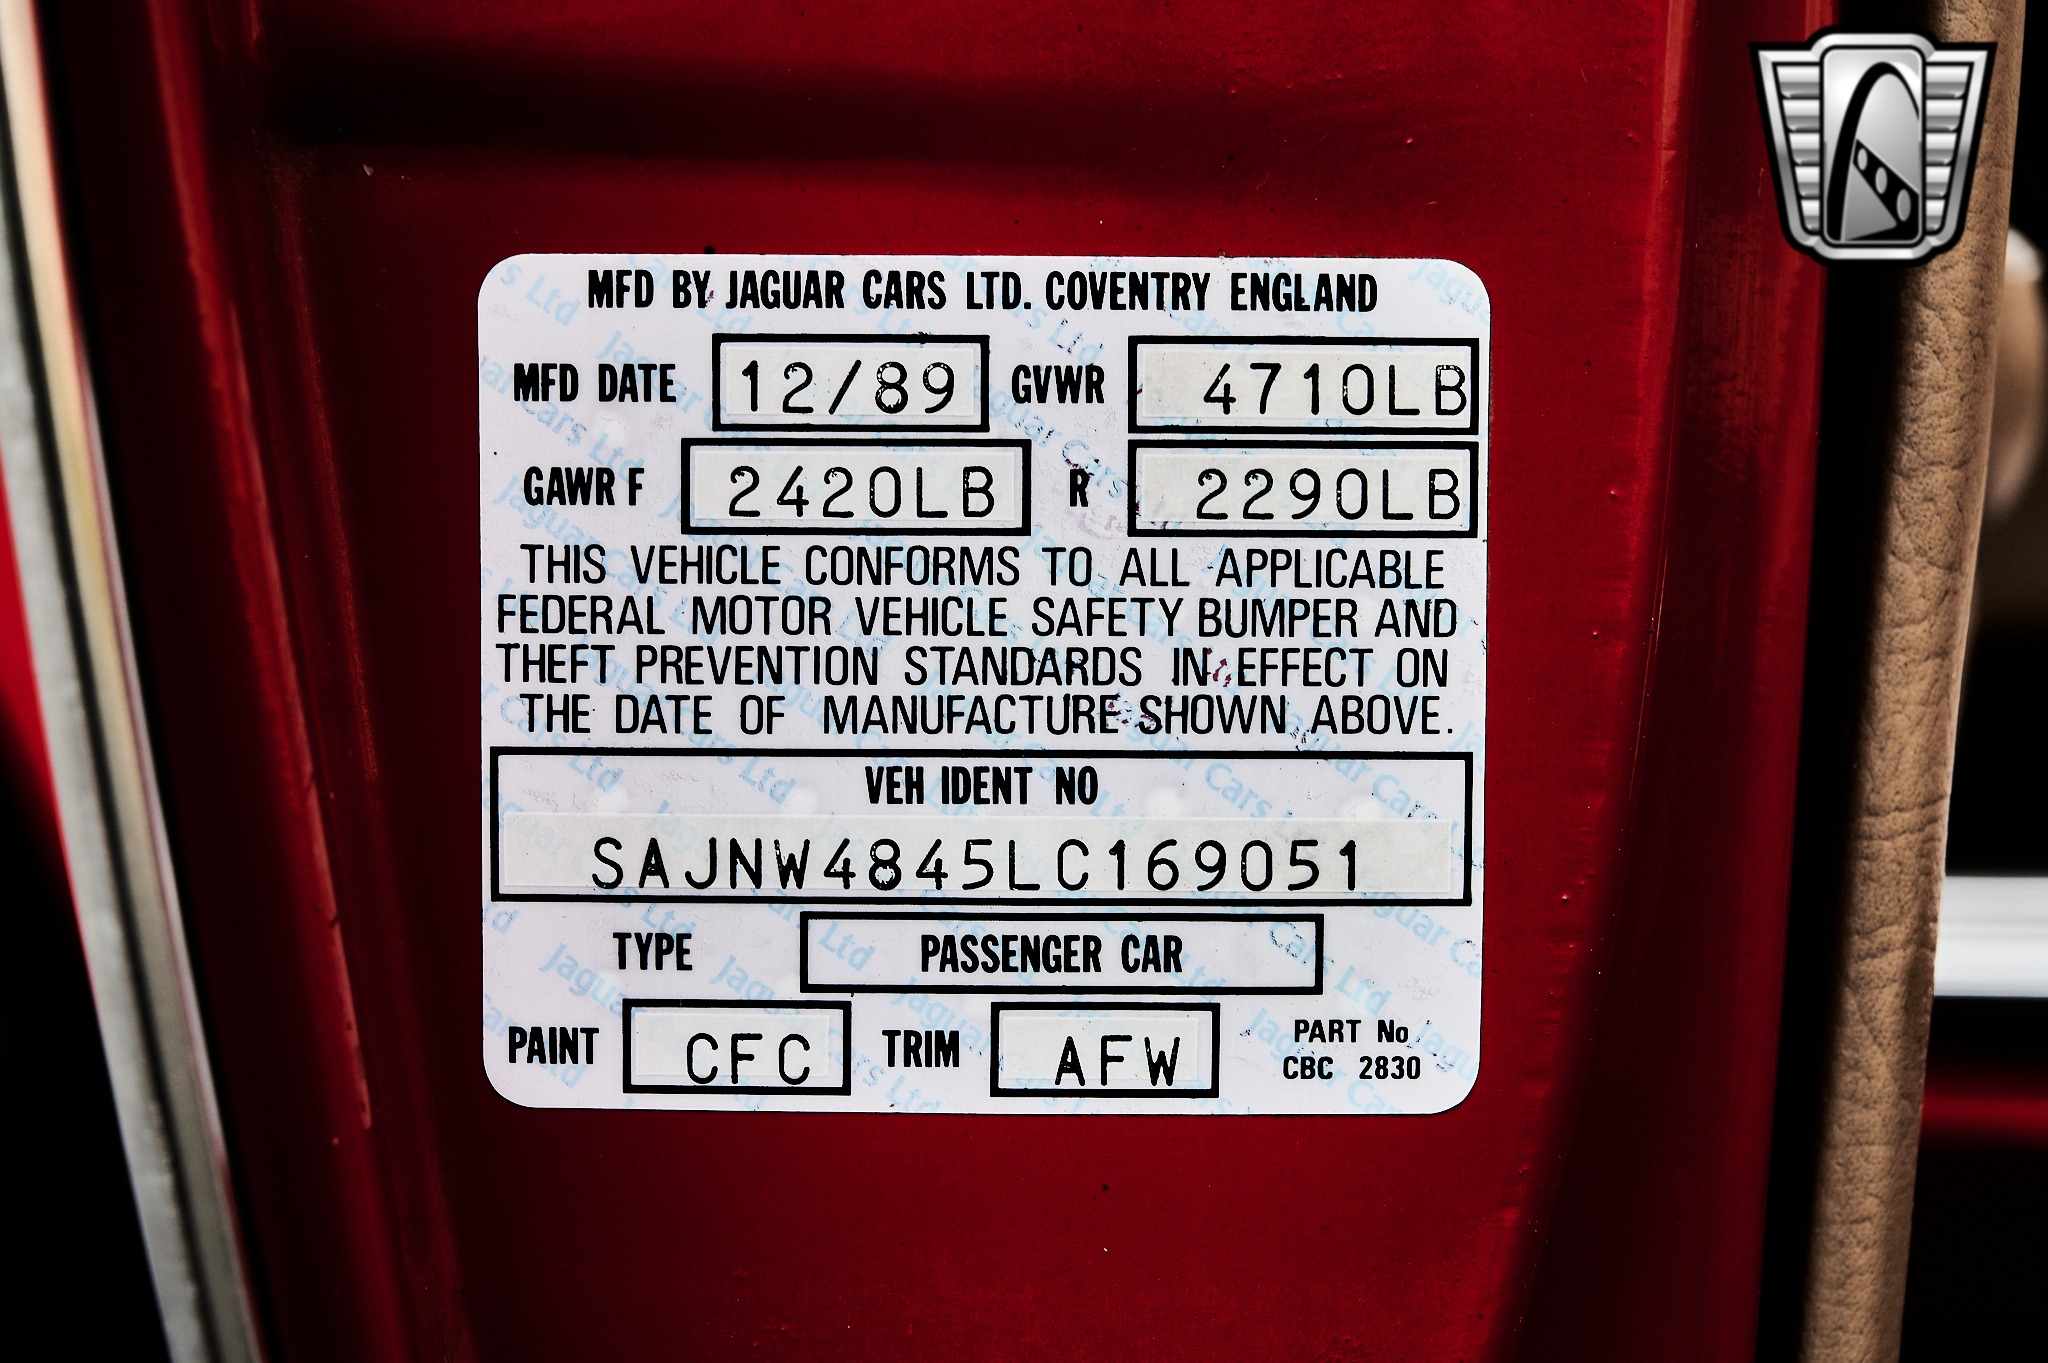 MFD BY JAGUAR CARS LTD. COVENTRY ENGLAND
MFD DATE 12/89 GVWR 4710LB
GAWR F 2420LB R 2290LB
THIS VEHICLE CONFORMS TO ALL APPLICABLE
FEDERAL MOTOR VEHICLE SAFETY BUMPER AND
THEFT PREVENTION STANDARDS IN EFFECT ON
THE DATE OF MANUFACTURE SHOWN ABOVE.
VEH IDENT NO
SAJNW4845LC169051
TYPE PASSENGER CAR
PAINT CFC TRIM AFW PART No
CBC 2830